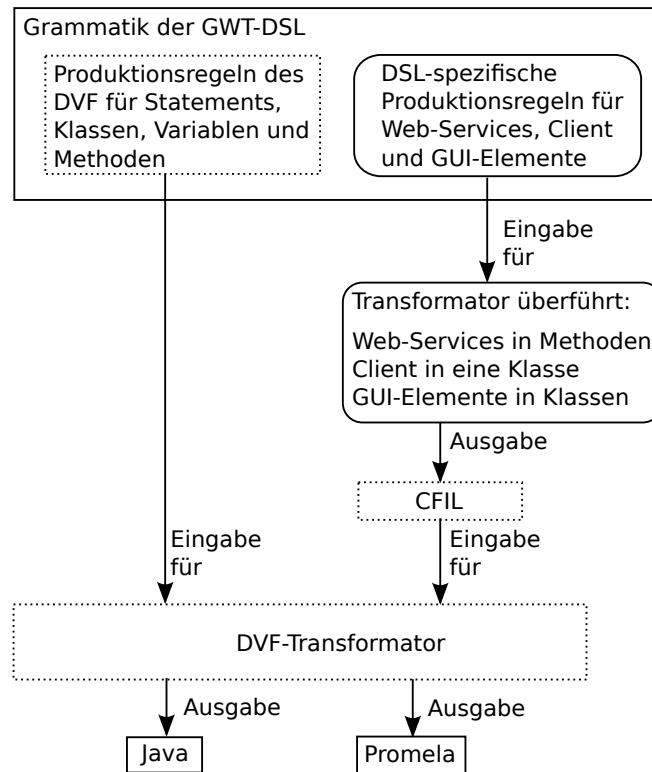 Grammatik der GWT-DSL
Produktionsregeln des
DVF für Statements,
Klassen, Variablen und
Methoden
DSL-spezifische
Produktionsregeln für
Web-Services, Client
und GUI-Elemente
Eingabe
für
Transformator überführt:
Web-Services in Methoden
Client in eine Klasse
GUI-Elemente in Klassen
Ausgabe
CFIL
Eingabe
für
Eingabe
für
DVF-Transformator
Ausgabe
Ausgabe
Java
Promela